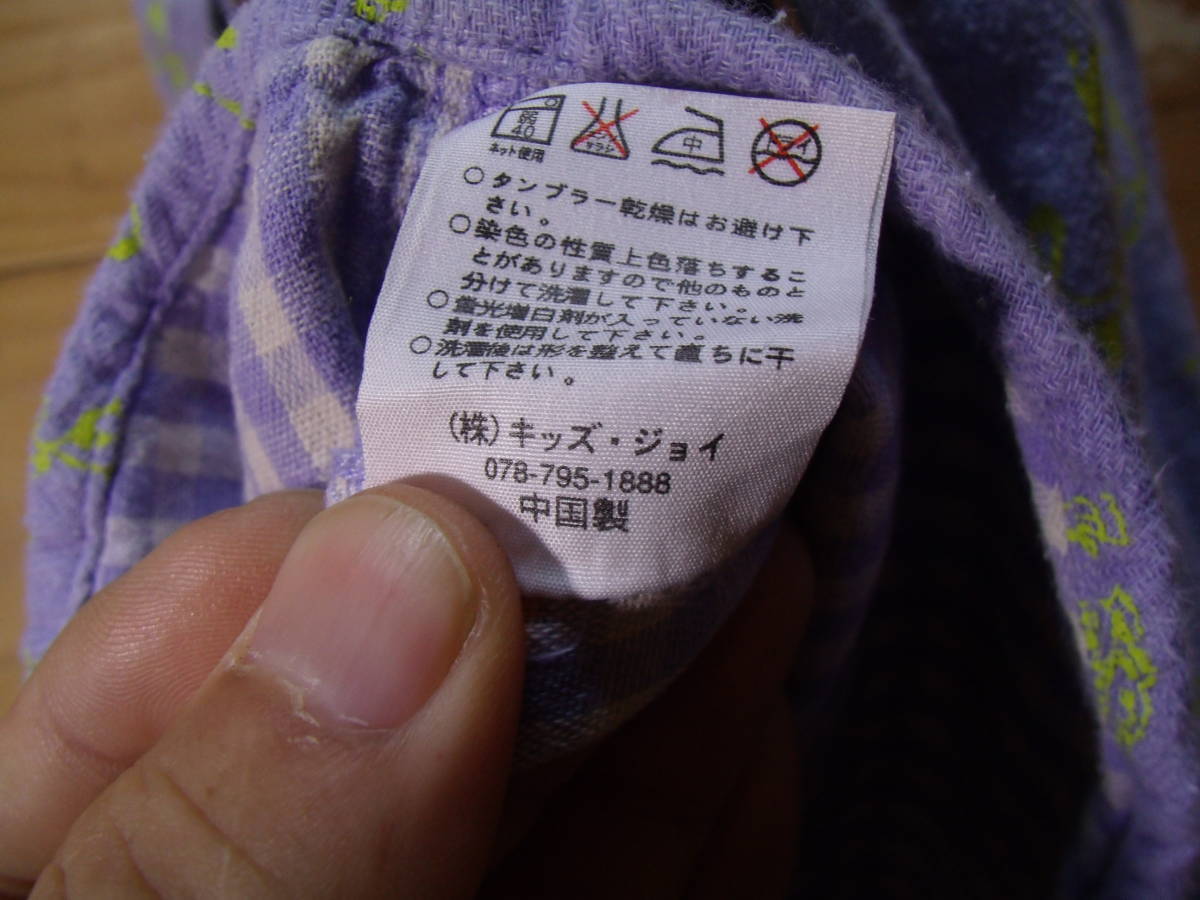 弱
40
ネット使用
中
ドライ
○タンブラー乾燥はお避け下
さい。
○染色の性質上色落ちするこ
とがありますので他のものと
分けて洗濯して下さい。
○蛍光増白剤が入っていない洗
剤を使用して下さい。
○洗濯後は形を整えて直ちに干
して下さい。
(株)キッズ・ジョイ
078-795-1888
中国製